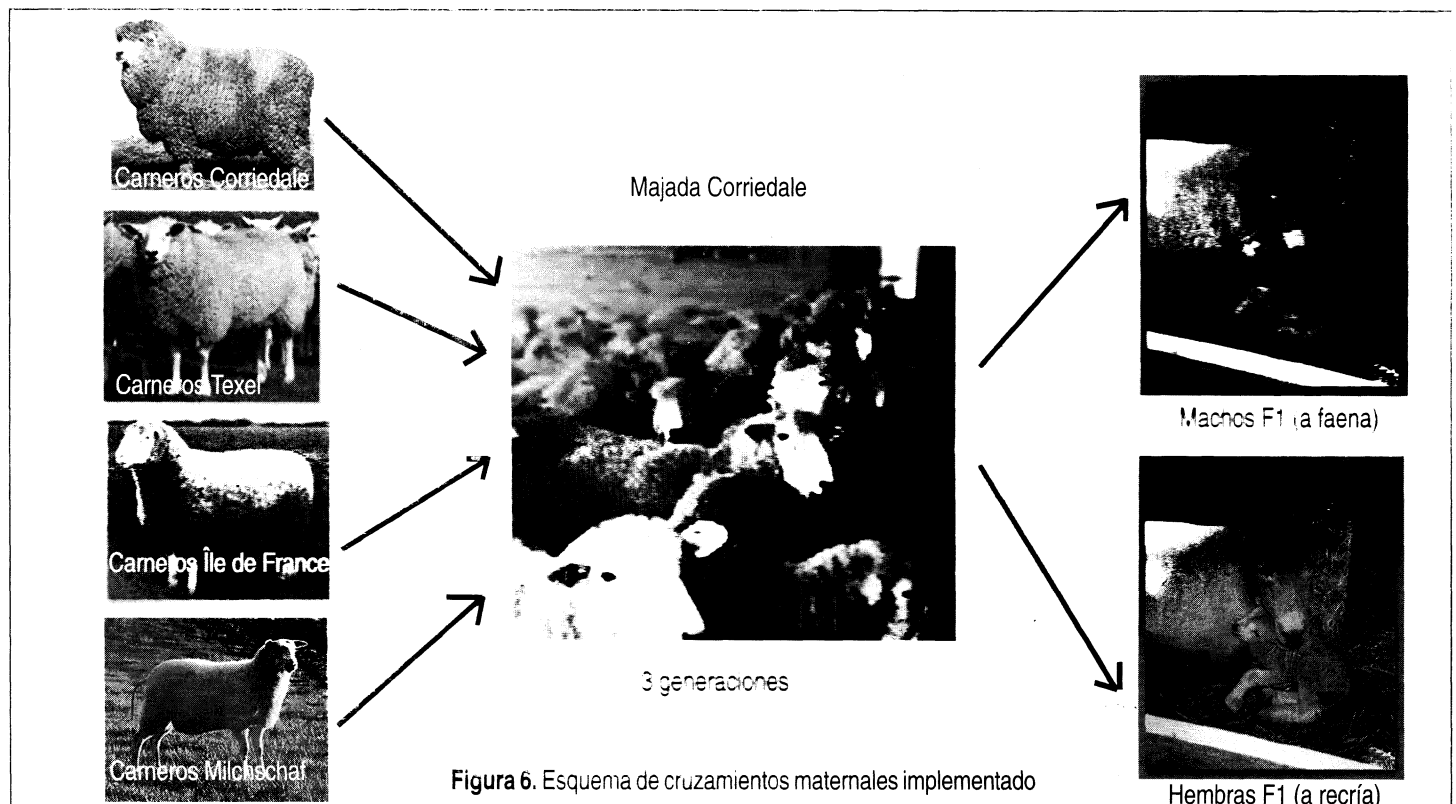 Carneros Corriedale
Carneros Texel
Carneros Île de France
Carneros Milchschaf
Majada Corriedale
3 generaciones
Machos F1 (a faena)
Hembras F1 (a recría)
Figura 6. Esquema de cruzamientos maternales implementado